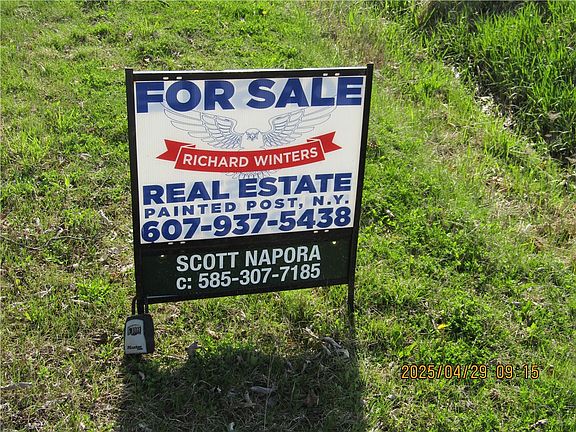 FOR SALE
RICHARD WINTERS
REAL ESTATE
PAINTED POST, N.Y.
607-937-5438
SCOTT NAPORA
c: 585-307-7185
2025/04/29 09:15